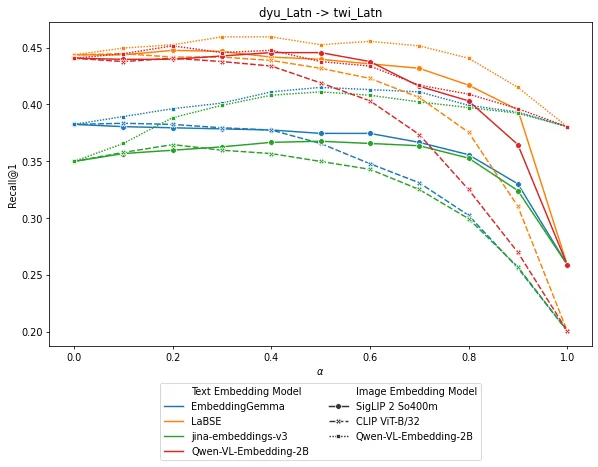 dyu_Latn -> twi_Latn
Recall@1
0.45
0.40
0.35
0.30
0.25
0.20
0.0
0.2
0.4
0.6
0.8
1.0
α
Text Embedding Model
EmbeddingGemma
LaBSE
jina-embeddings-v3
Qwen-VL-Embedding-2B
Image Embedding Model
SigLIP 2 So400m
CLIP ViT-B/32
Qwen-VL-Embedding-2B